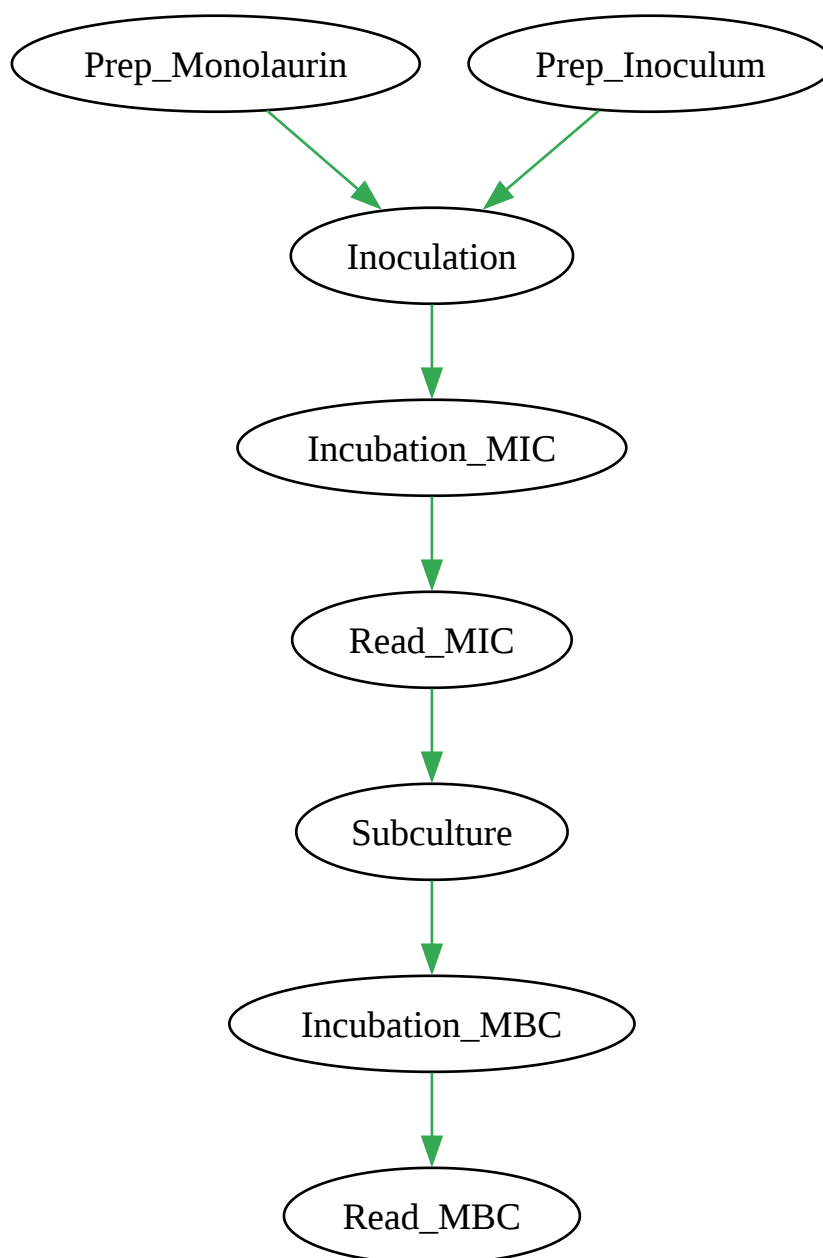 Prep_Monolaurin
Prep_Inoculum
Inoculation
Incubation_MIC
Read_MIC
Subculture
Incubation_MBC
Read_MBC